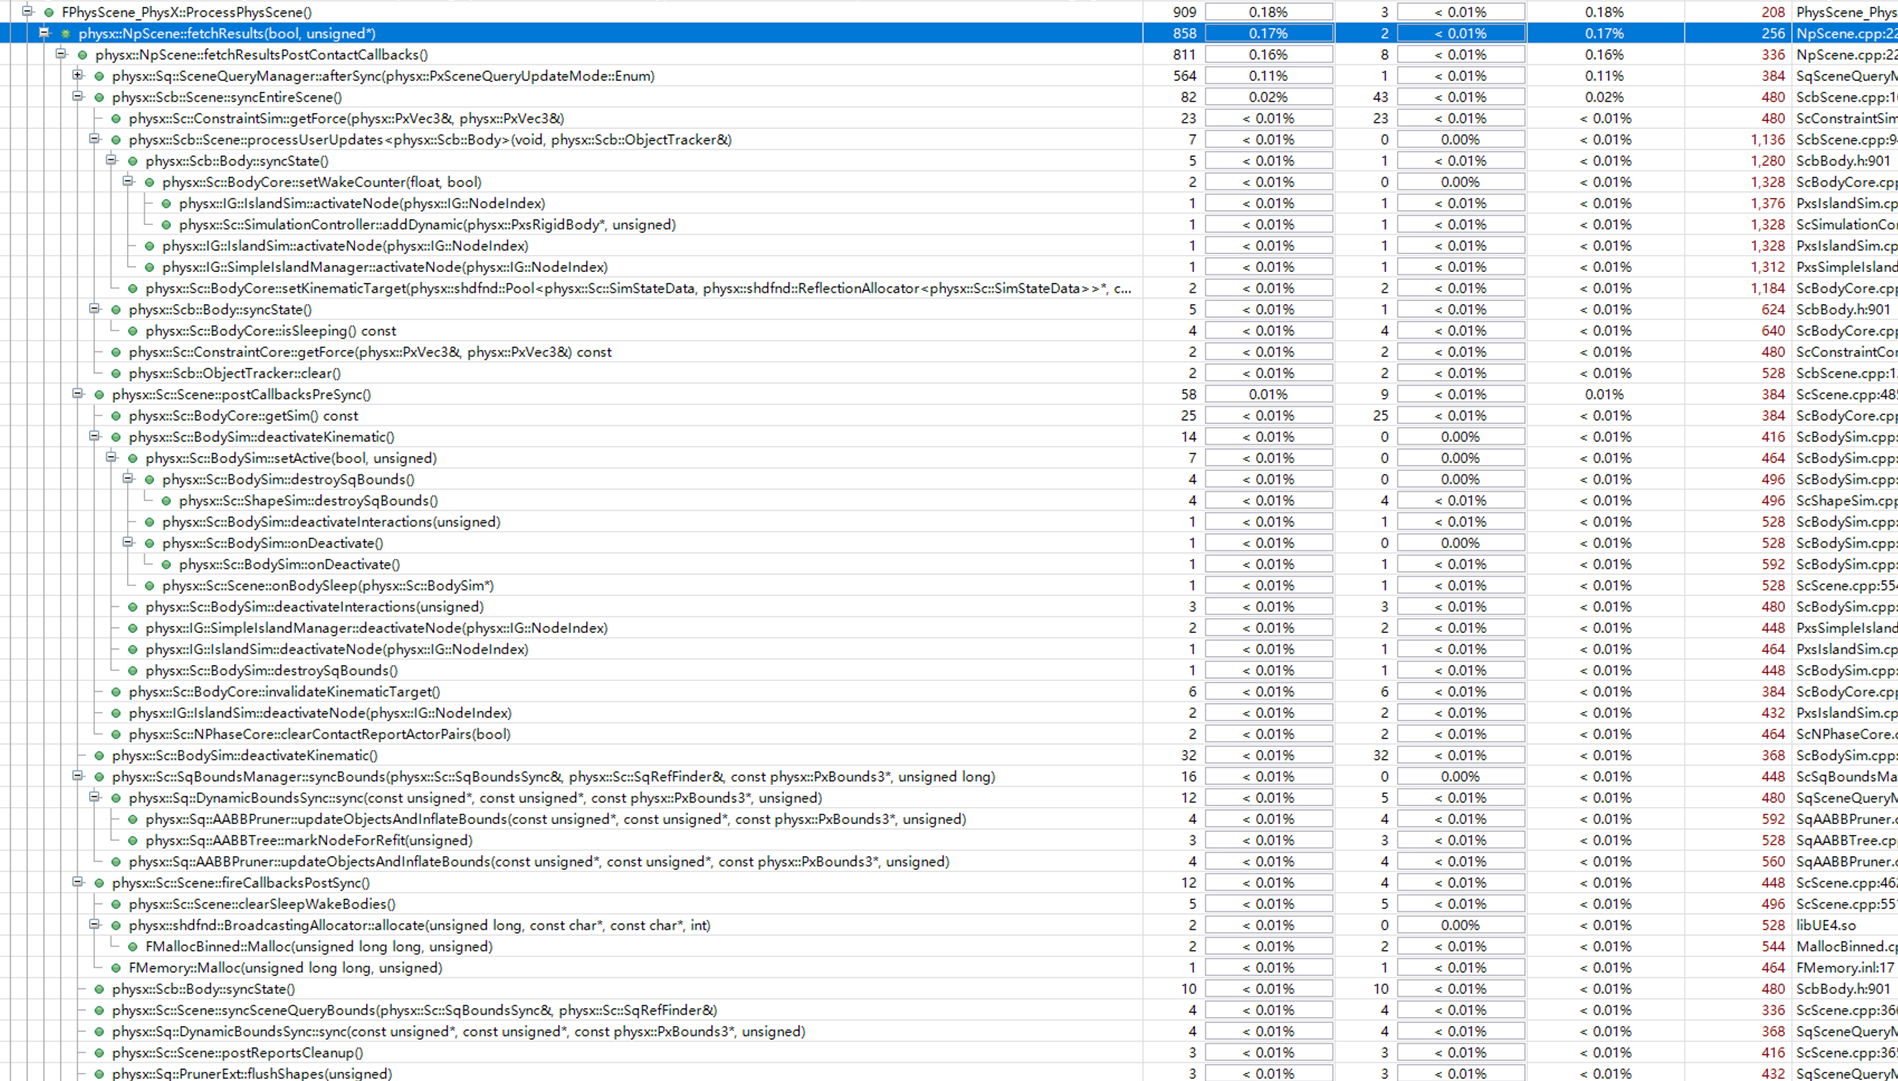 FPhysScene_PhysX::ProcessPhysScene() 909 0.18% 3 < 0.01% 0.18% 208 PhysScene_Phys
physx::NpScene::fetchResults(bool, unsigned*) 858 0.17% 2 < 0.01% 0.17% 256 NpScene.cpp:22
physx::NpScene::fetchResultsPostContactCallbacks() 811 0.16% 8 < 0.01% 0.16% 336 NpScene.cpp:22
physx::Sq::SceneQueryManager::afterSync(physx::PxSceneQueryUpdateMode::Enum) 564 0.11% 1 < 0.01% 0.11% 384 SqSceneQueryM
physx::Scb::Scene::syncEntireScene() 82 0.02% 43 < 0.01% 0.02% 480 ScbScene.cpp:1
physx::Sc::ConstraintSim::getForce(physx::PxVec3&, physx::PxVec3&) 23 < 0.01% 23 < 0.01% < 0.01% 480 ScConstraintSim
physx::Scb::Scene::processUserUpdates<physx::Scb::Body>(void, physx::Scb::ObjectTracker&) 7 < 0.01% 0 0.00% < 0.01% 1,136 ScbScene.cpp:9
physx::Scb::Body::syncState() 5 < 0.01% 1 < 0.01% < 0.01% 1,280 ScbBody.h:901
physx::Sc::BodyCore::setWakeCounter(float, bool) 2 < 0.01% 0 0.00% < 0.01% 1,328 ScBodyCore.cpp
physx::IG::IslandSim::activateNode(physx::IG::NodeIndex) 1 < 0.01% 1 < 0.01% < 0.01% 1,376 PxsIslandSim.cp
physx::Sc::SimulationController::addDynamic(physx::PxsRigidBody*, unsigned) 1 < 0.01% 1 < 0.01% < 0.01% 1,328 ScSimulationCo
physx::IG::IslandSim::activateNode(physx::IG::NodeIndex) 1 < 0.01% 1 < 0.01% < 0.01% 1,328 PxsIslandSim.cp
physx::IG::SimpleIslandManager::activateNode(physx::IG::NodeIndex) 1 < 0.01% 1 < 0.01% < 0.01% 1,312 PxsSimpleIsland
physx::Sc::BodyCore::setKinematicTarget(physx::shdfnd::Pool<physx::Sc::SimStateData, physx::shdfnd::ReflectionAllocator<physx::Sc::SimStateData>>*, c... 2 < 0.01% 2 < 0.01% < 0.01% 1,184 ScBodyCore.cpp
physx::Scb::Body::syncState() 5 < 0.01% 1 < 0.01% < 0.01% 624 ScbBody.h:901
physx::Sc::BodyCore::isSleeping() const 4 < 0.01% 4 < 0.01% < 0.01% 640 ScBodyCore.cpp
physx::Sc::ConstraintCore::getForce(physx::PxVec3&, physx::PxVec3&) const 2 < 0.01% 2 < 0.01% < 0.01% 480 ScConstraintCor
physx::Scb::ObjectTracker::clear() 2 < 0.01% 2 < 0.01% < 0.01% 528 ScbScene.cpp:1
physx::Sc::Scene::postCallbacksPreSync() 58 0.01% 9 < 0.01% 0.01% 384 ScScene.cpp:48
physx::Sc::BodyCore::getSim() const 25 < 0.01% 25 < 0.01% < 0.01% 384 ScBodyCore.cpp
physx::Sc::BodySim::deactivateKinematic() 14 < 0.01% 0 0.00% < 0.01% 416 ScBodySim.cpp:
physx::Sc::BodySim::setActive(bool, unsigned) 7 < 0.01% 0 0.00% < 0.01% 464 ScBodySim.cpp:
physx::Sc::BodySim::destroySqBounds() 4 < 0.01% 0 0.00% < 0.01% 496 ScBodySim.cpp:
physx::Sc::ShapeSim::destroySqBounds() 4 < 0.01% 4 < 0.01% < 0.01% 496 ScShapeSim.cpp
physx::Sc::BodySim::deactivateInteractions(unsigned) 1 < 0.01% 1 < 0.01% < 0.01% 528 ScBodySim.cpp:
physx::Sc::BodySim::onDeactivate() 1 < 0.01% 0 0.00% < 0.01% 528 ScBodySim.cpp:
physx::Sc::BodySim::onDeactivate() 1 < 0.01% 1 < 0.01% < 0.01% 592 ScBodySim.cpp:
physx::Sc::Scene::onBodySleep(physx::Sc::BodySim*) 1 < 0.01% 1 < 0.01% < 0.01% 528 ScScene.cpp:554
physx::Sc::BodySim::deactivateInteractions(unsigned) 3 < 0.01% 3 < 0.01% < 0.01% 480 ScBodySim.cpp:
physx::IG::SimpleIslandManager::deactivateNode(physx::IG::NodeIndex) 2 < 0.01% 2 < 0.01% < 0.01% 448 PxsSimpleIsland
physx::IG::IslandSim::deactivateNode(physx::IG::NodeIndex) 1 < 0.01% 1 < 0.01% < 0.01% 464 PxsIslandSim.cp
physx::Sc::BodySim::destroySqBounds() 1 < 0.01% 1 < 0.01% < 0.01% 448 ScBodySim.cpp:
physx::Sc::BodyCore::invalidateKinematicTarget() 6 < 0.01% 6 < 0.01% < 0.01% 384 ScBodyCore.cpp
physx::IG::IslandSim::deactivateNode(physx::IG::NodeIndex) 2 < 0.01% 2 < 0.01% < 0.01% 432 PxsIslandSim.cp
physx::Sc::NPhaseCore::clearContactReportActorPairs(bool) 2 < 0.01% 2 < 0.01% < 0.01% 464 ScNPhaseCore.c
physx::Sc::BodySim::deactivateKinematic() 32 < 0.01% 32 < 0.01% < 0.01% 368 ScBodySim.cpp:
physx::Sc::SqBoundsManager::syncBounds(physx::Sc::SqBoundsSync&, physx::Sc::SqRefFinder&, const physx::PxBounds3*, unsigned long) 16 < 0.01% 0 0.00% < 0.01% 448 ScSqBoundsMa
physx::Sq::DynamicBoundsSync::sync(const unsigned*, const unsigned*, const physx::PxBounds3*, unsigned) 12 < 0.01% 5 < 0.01% < 0.01% 480 SqSceneQueryM
physx::Sq::AABBPruner::updateObjectsAndInflateBounds(const unsigned*, const unsigned*, const physx::PxBounds3*, unsigned) 4 < 0.01% 4 < 0.01% < 0.01% 592 SqAABBPruner.c
physx::Sq::AABBTree::markNodeForRefit(unsigned) 3 < 0.01% 3 < 0.01% < 0.01% 528 SqAABBTree.cp
physx::Sq::AABBPruner::updateObjectsAndInflateBounds(const unsigned*, const unsigned*, const physx::PxBounds3*, unsigned) 4 < 0.01% 4 < 0.01% < 0.01% 560 SqAABBPruner.c
physx::Sc::Scene::fireCallbacksPostSync() 12 < 0.01% 4 < 0.01% < 0.01% 448 ScScene.cpp:462
physx::Sc::Scene::clearSleepWakeBodies() 5 < 0.01% 5 < 0.01% < 0.01% 496 ScScene.cpp:55
physx::shdfnd::BroadcastingAllocator::allocate(unsigned long, const char*, const char*, int) 2 < 0.01% 0 0.00% < 0.01% 528 libUE4.so
FMallocBinned::Malloc(unsigned long long, unsigned) 2 < 0.01% 2 < 0.01% < 0.01% 544 MallocBinned.cp
FMemory::Malloc(unsigned long long, unsigned) 1 < 0.01% 1 < 0.01% < 0.01% 464 FMemory.inl:17
physx::Scb::Body::syncState() 10 < 0.01% 10 < 0.01% < 0.01% 480 ScbBody.h:901
physx::Sc::Scene::syncSceneQueryBounds(physx::Sc::SqBoundsSync&, physx::Sc::SqRefFinder&) 4 < 0.01% 4 < 0.01% < 0.01% 336 ScScene.cpp:36
physx::Sq::DynamicBoundsSync::sync(const unsigned*, const unsigned*, const physx::PxBounds3*, unsigned) 4 < 0.01% 4 < 0.01% < 0.01% 368 SqSceneQueryM
physx::Sc::Scene::postReportsCleanup() 3 < 0.01% 3 < 0.01% < 0.01% 416 ScScene.cpp:36
physx::Sq::PrunerExt::flushShapes(unsigned) 3 < 0.01% 3 < 0.01% < 0.01% 432 SqSceneQueryM